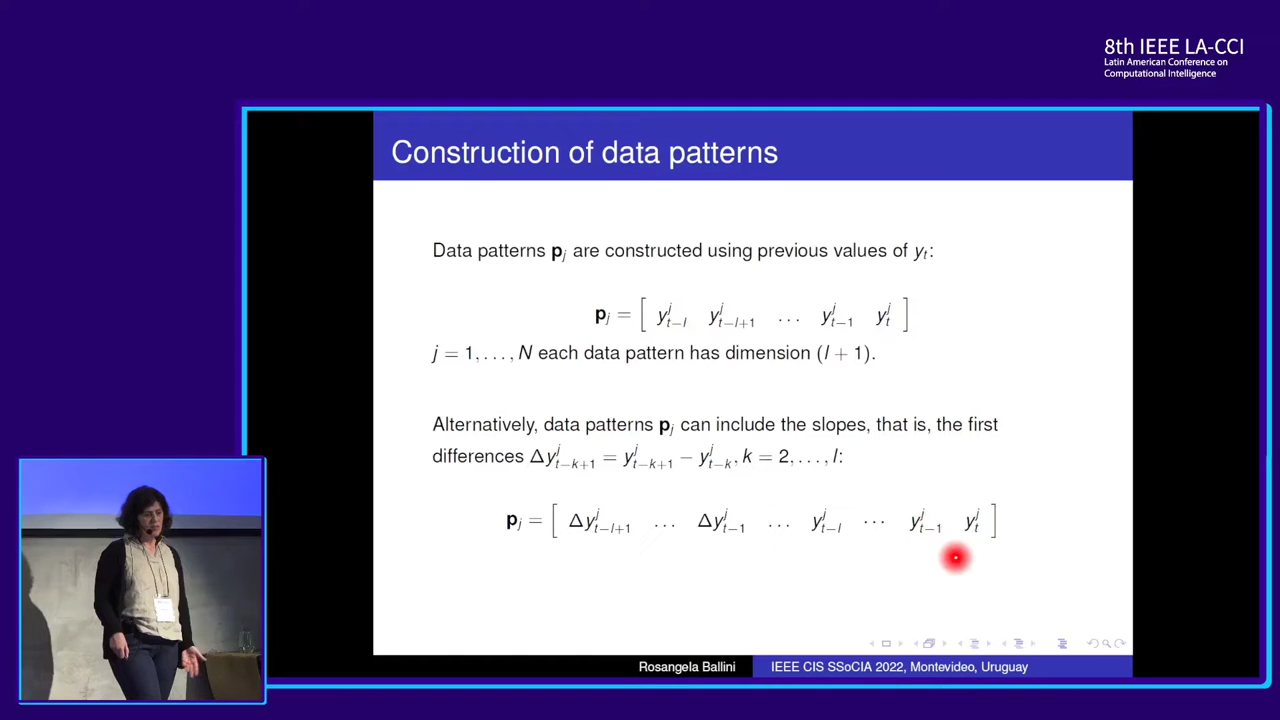 8th IEEE LA-CCI
Latin American Conference on
Computational Intelligence
Construction of data patterns
Data patterns p_j are constructed using previous values of y_t:
p_j = [ y^j_{t−l} y^j_{t−l+1} ... y^j_{t−1} y^j_t ]
j = 1, . . . , N each data pattern has dimension (l + 1).
Alternatively, data patterns p_j can include the slopes, that is, the first
differences Δy^j_{t−k+1} = y^j_{t−k+1} − y^j_{t−k}, k = 2, . . . , l:
p_j = [ Δy^j_{t−l+1} ... Δy^j_{t−1} ... y^j_{t−l} ... y^j_{t−1} y^j_t ]
Rosangela Ballini
IEEE CIS SSoCIA 2022, Montevideo, Uruguay